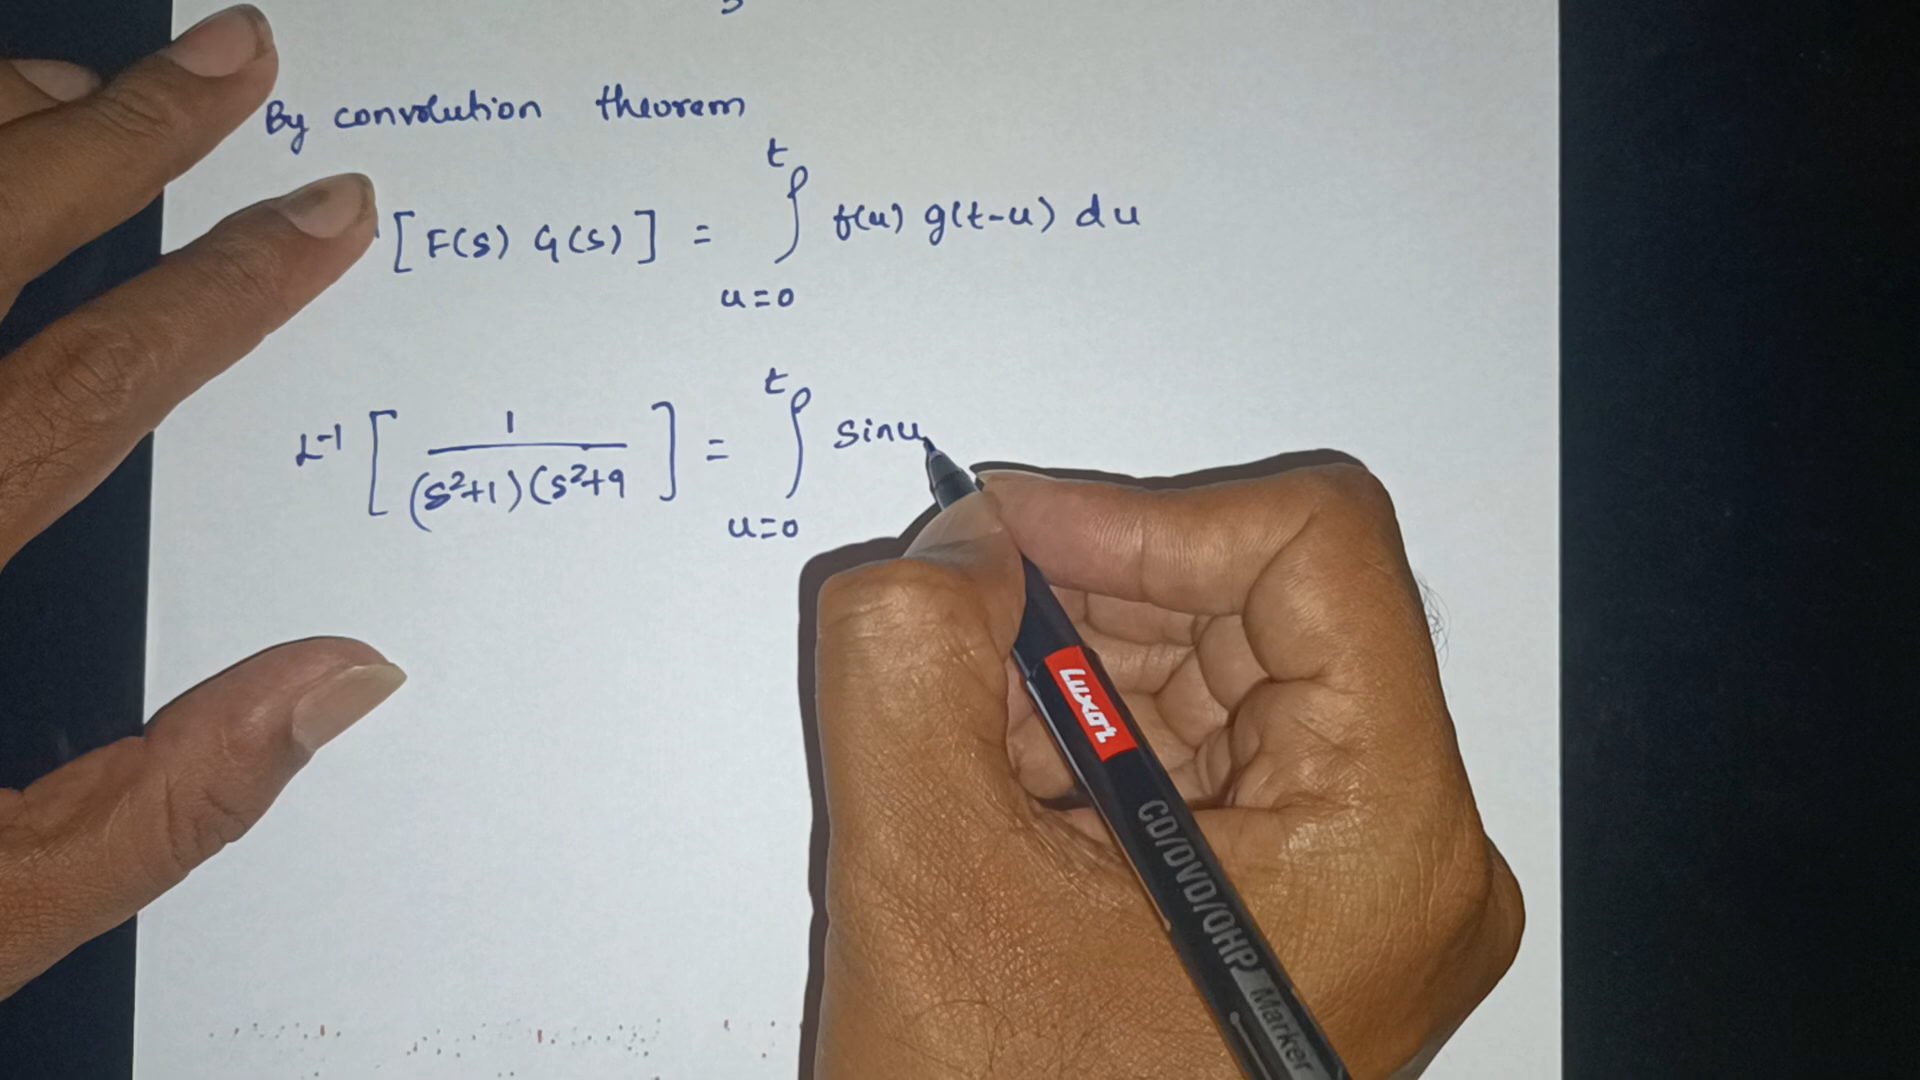 By convolution theorem
[F(s) G(s)] = ∫ f(u) g(t-u) du
t
u=0
L-1 [ 1 / (s²+1)(s²+9 ] = ∫ sinu
t
u=0
Luxor
CD/DVD/OHP Marker